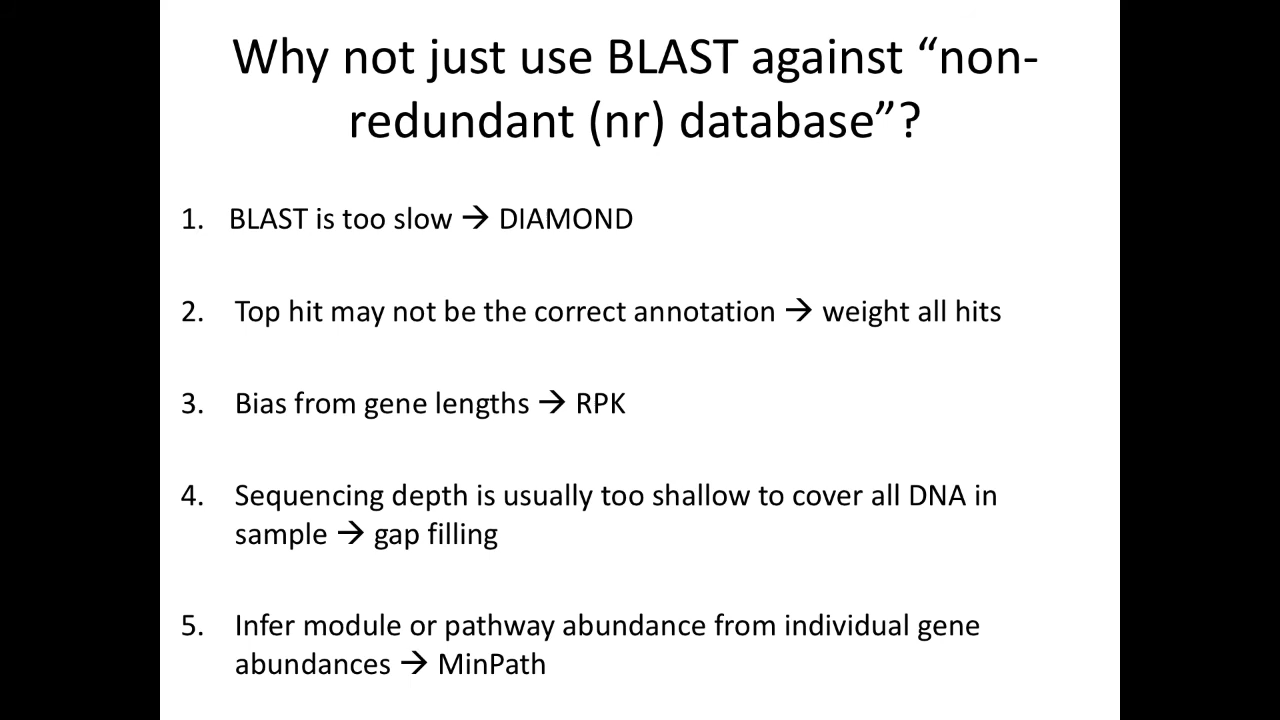 Why not just use BLAST against “non-
redundant (nr) database”?
1. BLAST is too slow → DIAMOND
2. Top hit may not be the correct annotation → weight all hits
3. Bias from gene lengths → RPK
4. Sequencing depth is usually too shallow to cover all DNA in
sample → gap filling
5. Infer module or pathway abundance from individual gene
abundances → MinPath